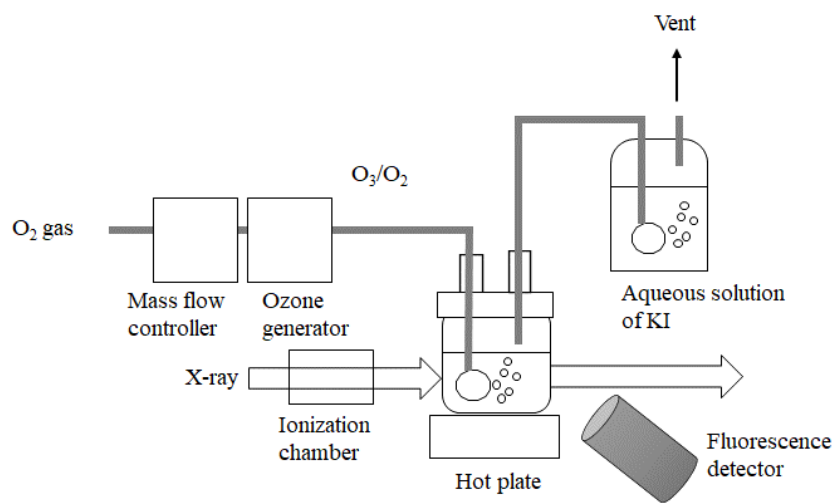 Vent
O₃/O₂
O₂ gas
Mass flow
controller
Ozone
generator
Aqueous solution
of KI
X-ray
Ionization
chamber
Hot plate
Fluorescence
detector